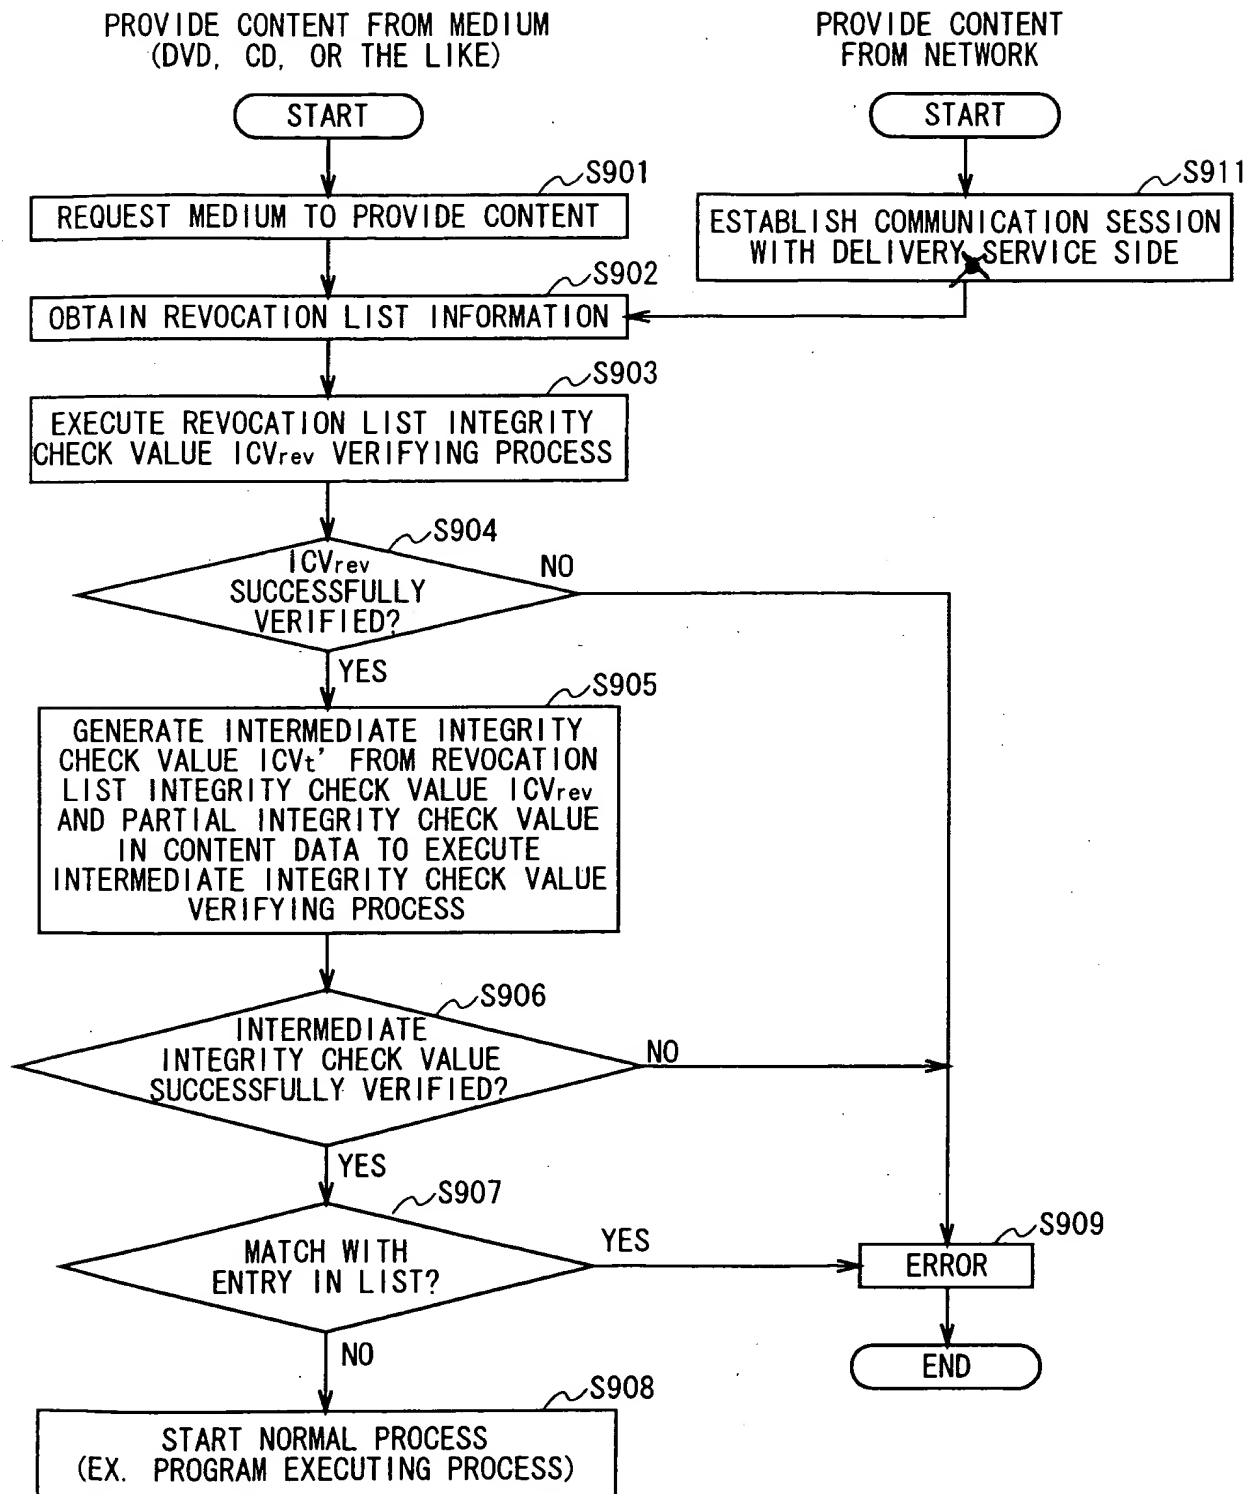 PROVIDE CONTENT FROM MEDIUM
(DVD, CD, OR THE LIKE)
PROVIDE CONTENT
FROM NETWORK
START
START
S901
REQUEST MEDIUM TO PROVIDE CONTENT
S911
ESTABLISH COMMUNICATION SESSION
WITH DELIVERY SERVICE SIDE
S902
OBTAIN REVOCATION LIST INFORMATION
S903
EXECUTE REVOCATION LIST INTEGRITY
CHECK VALUE ICVrev VERIFYING PROCESS
S904
ICVrev
SUCCESSFULLY
VERIFIED?
NO
YES
S905
GENERATE INTERMEDIATE INTEGRITY
CHECK VALUE ICVt' FROM REVOCATION
LIST INTEGRITY CHECK VALUE ICVrev
AND PARTIAL INTEGRITY CHECK VALUE
IN CONTENT DATA TO EXECUTE
INTERMEDIATE INTEGRITY CHECK VALUE
VERIFYING PROCESS
S906
INTERMEDIATE
INTEGRITY CHECK VALUE
SUCCESSFULLY VERIFIED?
NO
YES
S907
MATCH WITH
ENTRY IN LIST?
YES
S909
ERROR
NO
END
S908
START NORMAL PROCESS
(EX. PROGRAM EXECUTING PROCESS)